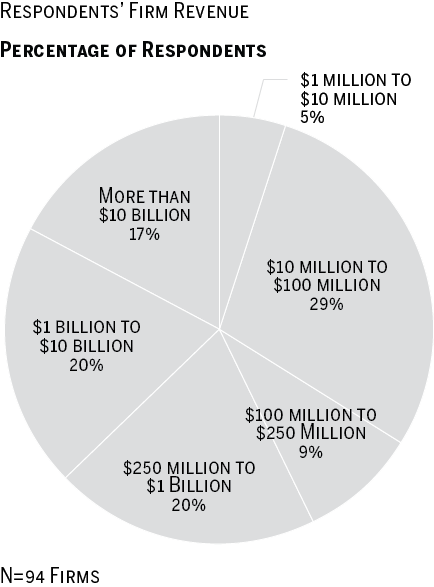 Respondents' Firm Revenue
Percentage of Respondents
$1 million to
$10 million
5%
More than
$10 billion
17%
$10 million to
$100 million
29%
$1 billion to
$10 billion
20%
$100 million to
$250 Million
9%
$250 million to
$1 Billion
20%
N=94 Firms